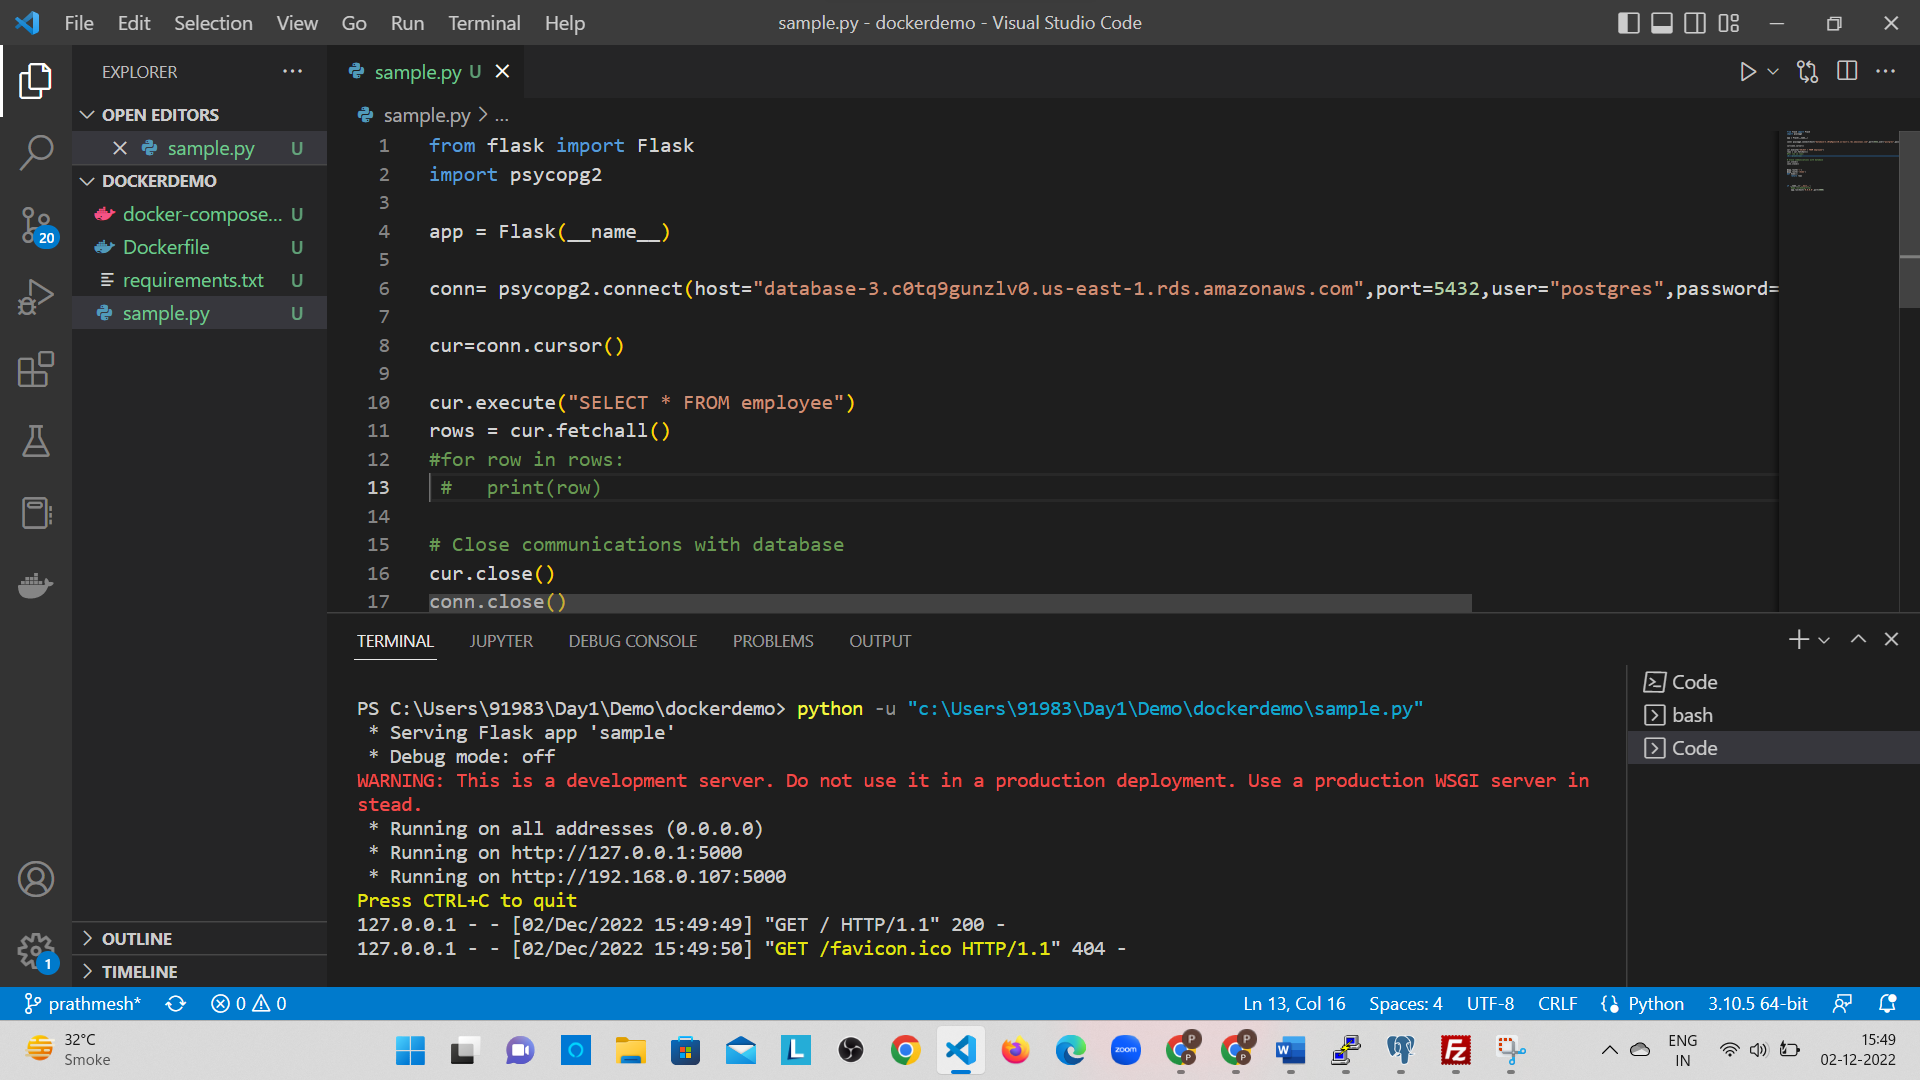 File Edit Selection View Go Run Terminal Help
sample.py - dockerdemo - Visual Studio Code
EXPLORER
OPEN EDITORS
sample.py U
DOCKERDEMO
docker-compose... U
Dockerfile U
requirements.txt U
sample.py U
20
OUTLINE
TIMELINE
1
sample.py U
sample.py > ...
1 from flask import Flask
2 import psycopg2
3
4 app = Flask(__name__)
5
6 conn= psycopg2.connect(host="database-3.c0tq9gunzlv0.us-east-1.rds.amazonaws.com",port=5432,user="postgres",password=
7
8 cur=conn.cursor()
9
10 cur.execute("SELECT * FROM employee")
11 rows = cur.fetchall()
12 #for row in rows:
13 #   print(row)
14
15 # Close communications with database
16 cur.close()
17 conn.close()
TERMINAL JUPYTER DEBUG CONSOLE PROBLEMS OUTPUT
PS C:\Users\91983\Day1\Demo\dockerdemo> python -u "c:\Users\91983\Day1\Demo\dockerdemo\sample.py"
* Serving Flask app 'sample'
* Debug mode: off
WARNING: This is a development server. Do not use it in a production deployment. Use a production WSGI server in
stead.
* Running on all addresses (0.0.0.0)
* Running on http://127.0.0.1:5000
* Running on http://192.168.0.107:5000
Press CTRL+C to quit
127.0.0.1 - - [02/Dec/2022 15:49:49] "GET / HTTP/1.1" 200 -
127.0.0.1 - - [02/Dec/2022 15:49:50] "GET /favicon.ico HTTP/1.1" 404 -
Code
bash
Code
prathmesh* 0 0
Ln 13, Col 16 Spaces: 4 UTF-8 CRLF Python 3.10.5 64-bit
32°C
Smoke
zoom
P
P
P
P
ENG
IN
15:49
02-12-2022